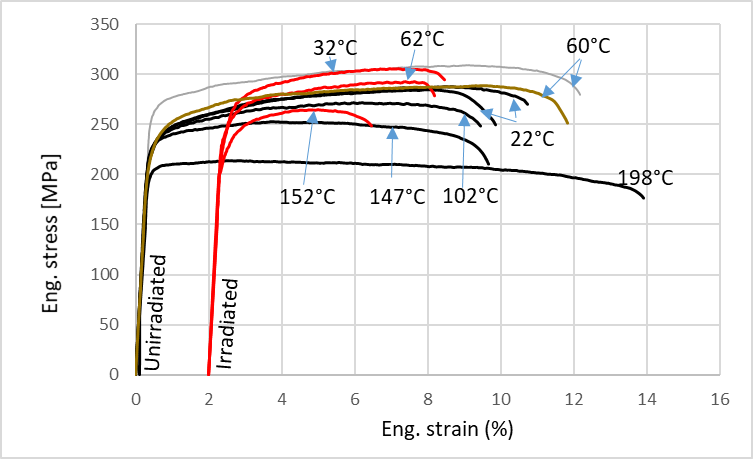 350
300
250
200
150
100
50
0
Eng. stress [MPa]
32°C
62°C
60°C
22°C
152°C
147°C
102°C
198°C
Unirradiated
Irradiated
0 2 4 6 8 10 12 14 16
Eng. strain (%)